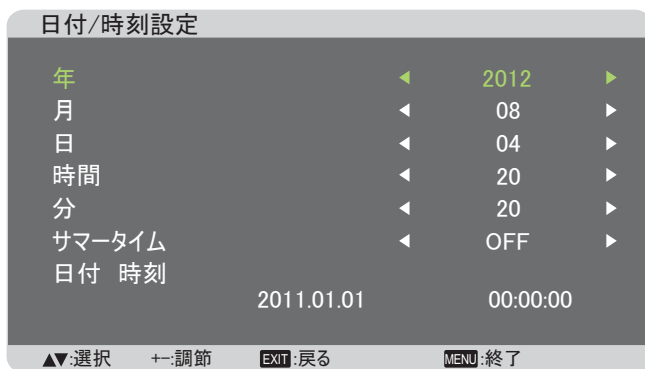 日付/時刻設定
年 ◀ 2012 ▶
月 ◀ 08 ▶
日 ◀ 04 ▶
時間 ◀ 20 ▶
分 ◀ 20 ▶
サマータイム ◀ OFF ▶
日付 時刻
2011.01.01 00:00:00
▲▼:選択 +-:調節 EXIT:戻る MENU:終了